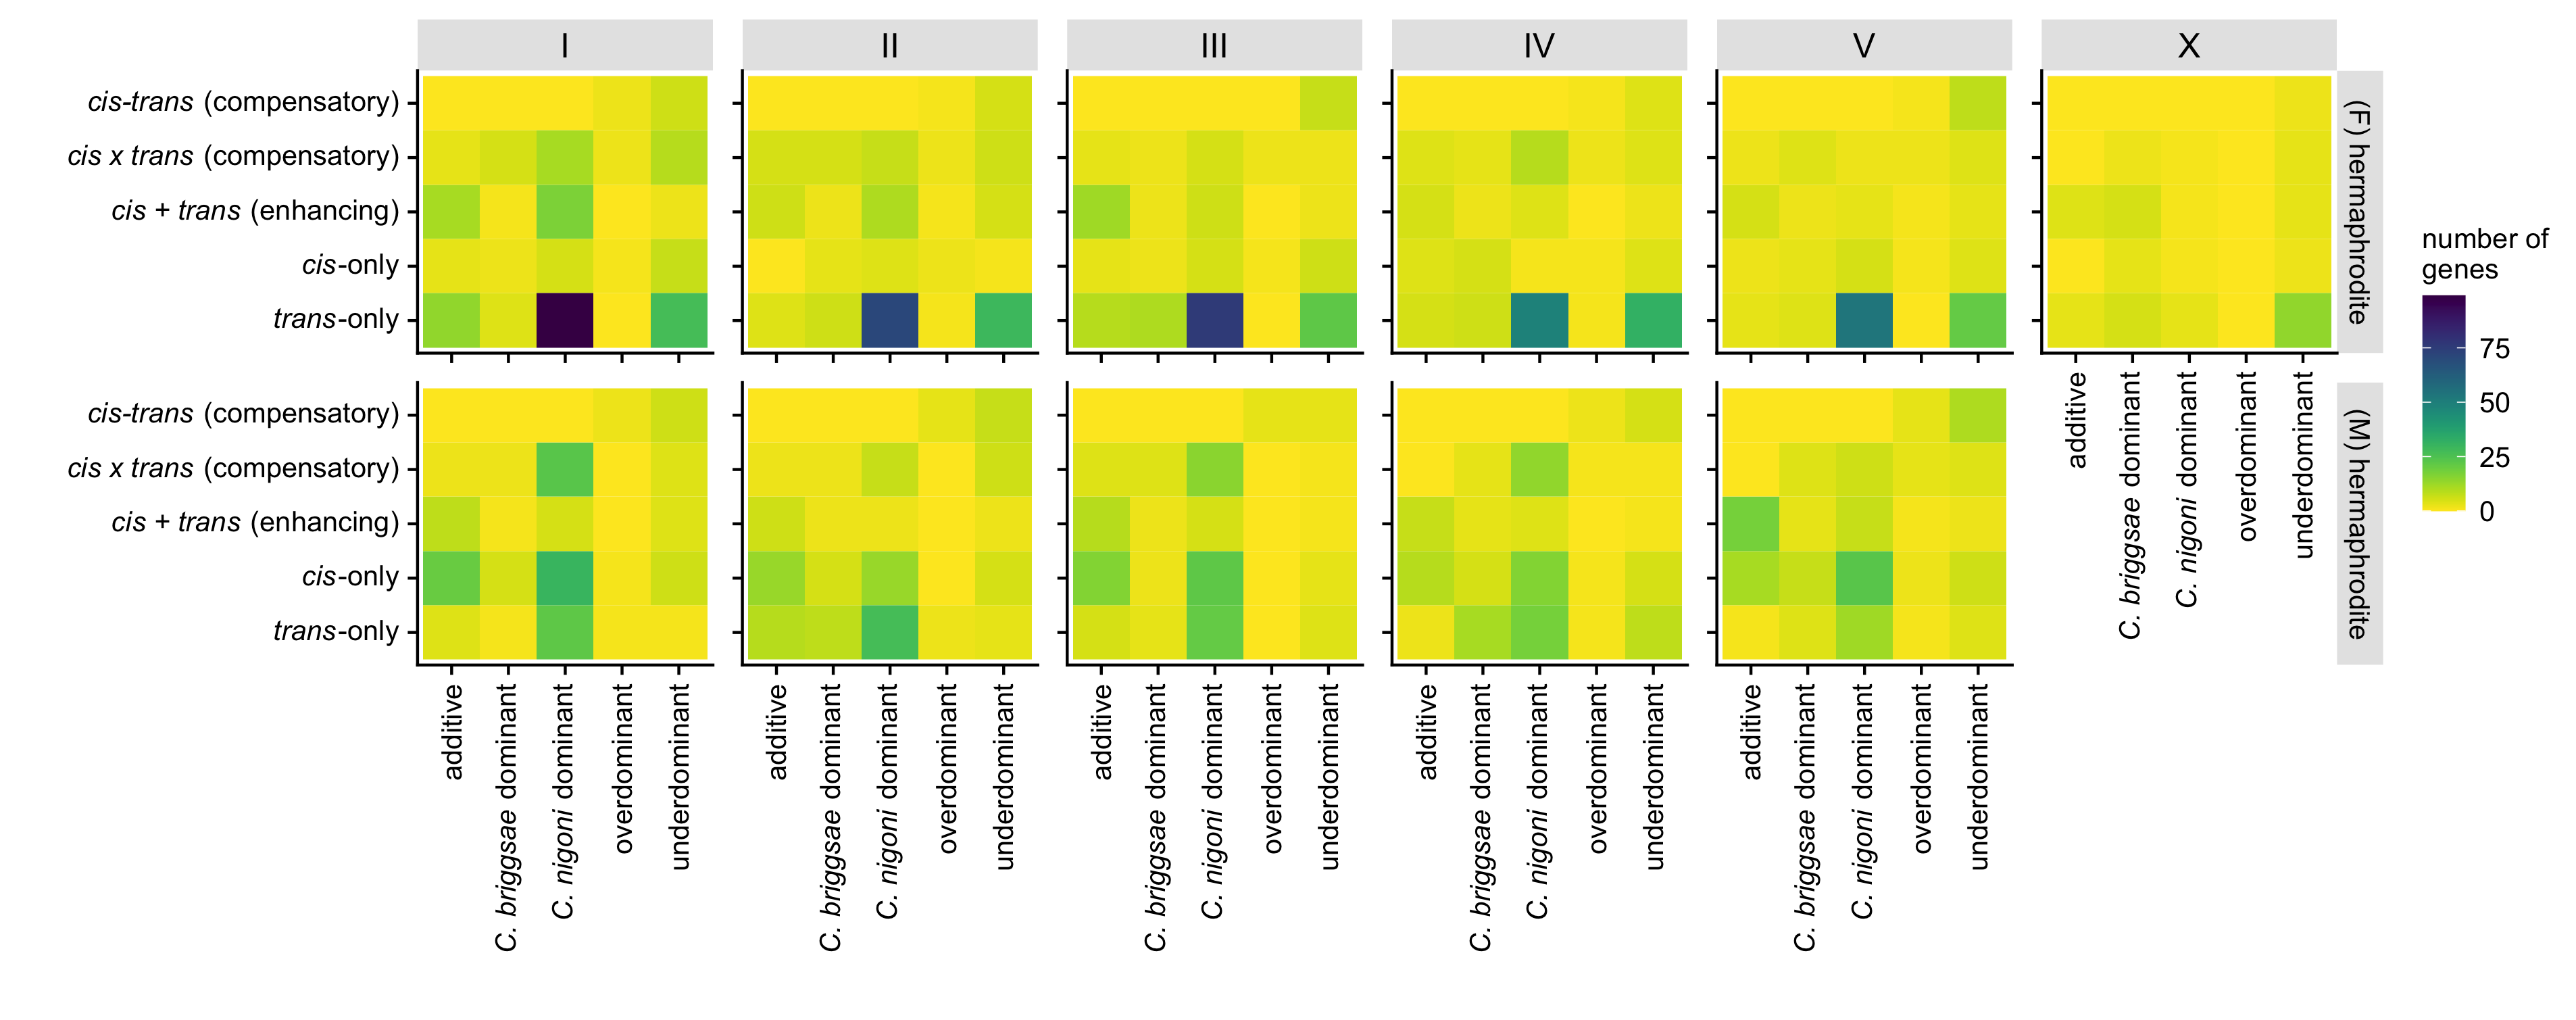 I II III IV V X
cis-trans (compensatory)
cis x trans (compensatory)
cis + trans (enhancing)
cis-only
trans-only
(F) hermaphrodite
number of
genes
75
50
25
0
additive
C. briggsae dominant
C. nigoni dominant
overdominant
underdominant
cis-trans (compensatory)
cis x trans (compensatory)
cis + trans (enhancing)
cis-only
trans-only
(M) hermaphrodite
additive
C. briggsae dominant
C. nigoni dominant
overdominant
underdominant
additive
C. briggsae dominant
C. nigoni dominant
overdominant
underdominant
additive
C. briggsae dominant
C. nigoni dominant
overdominant
underdominant
additive
C. briggsae dominant
C. nigoni dominant
overdominant
underdominant
additive
C. briggsae dominant
C. nigoni dominant
overdominant
underdominant